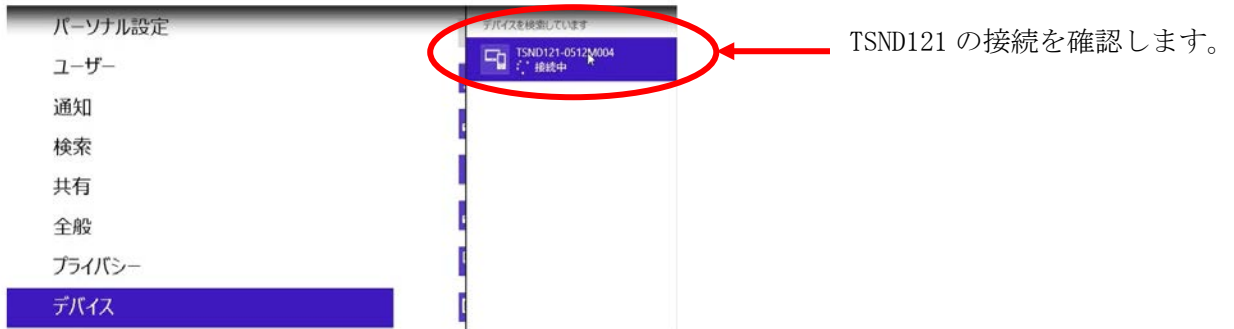 パーソナル設定
ユーザー
通知
検索
共有
全般
プライバシー
デバイス
デバイスを検索しています
TSND121-0512M004
接続中
TSND121 の接続を確認します。